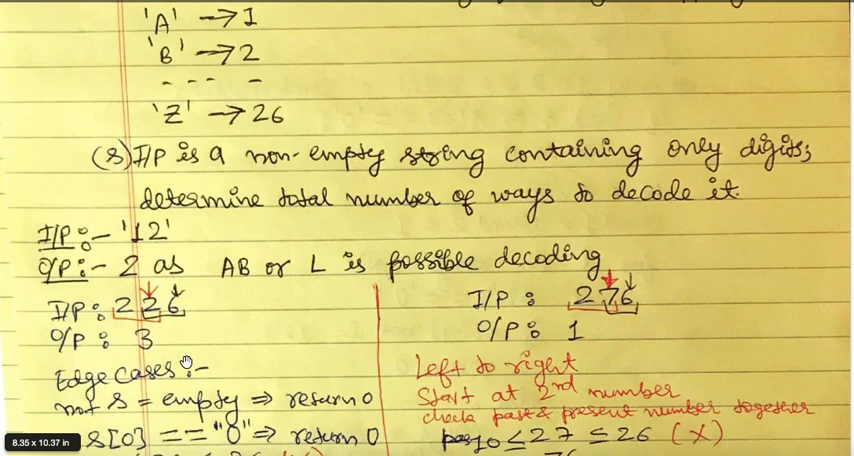 'A' → 1
'B' → 2
- - - - -
'Z' → 26
(s) I/P is a non-empty string containing only digits;
determine total number of ways to decode it.
I/P :- '12'
O/P :- 2 as AB or L is possible decoding
I/P : 226
O/P : 3
Edge cases :-
not s = empty ⇒ return 0
s[0] == "0" ⇒ return 0
I/P : 276
O/P : 1
Left to right
Start at 2nd number
check past & present number together
10 ≤ 27 ≤ 26 (X)
8.35 x 10.37 in